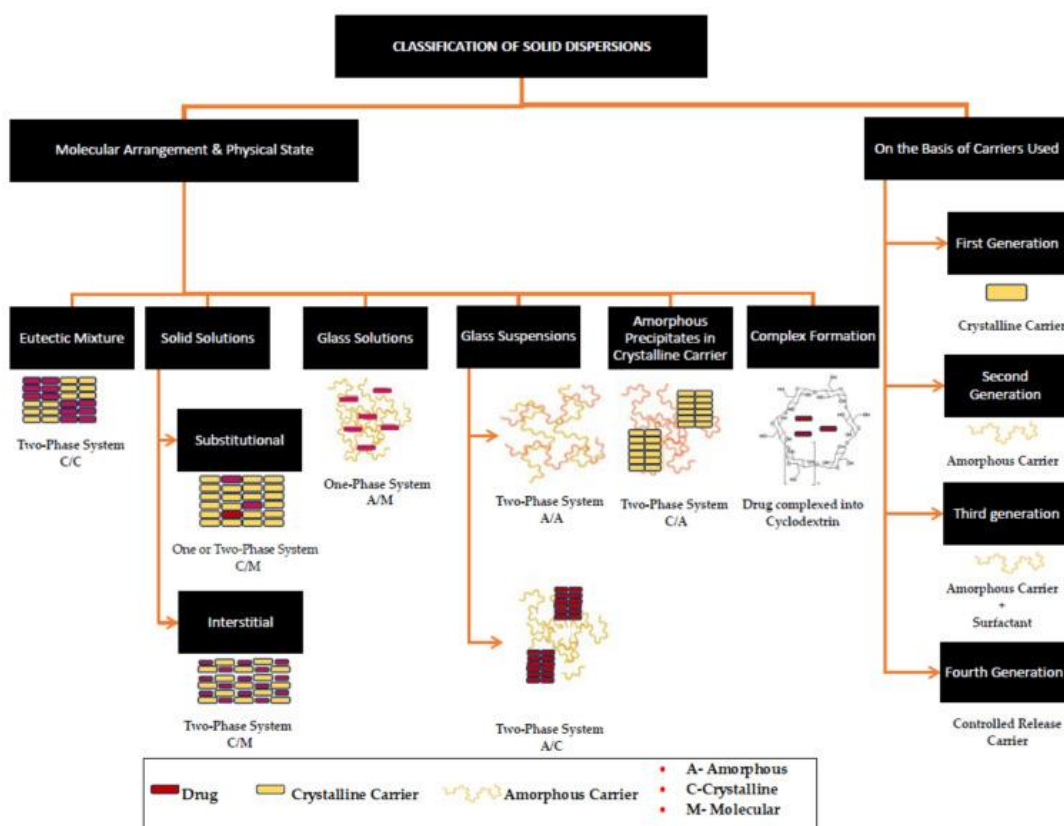 CLASSIFICATION OF SOLID DISPERSIONS
Molecular Arrangement & Physical State
On the Basis of Carriers Used
First Generation
Crystalline Carrier
Eutectic Mixture
Solid Solutions
Glass Solutions
Glass Suspensions
Amorphous
Precipitates in
Crystalline Carrier
Complex Formation
Two-Phase System
C/C
Substitutional
One or Two-Phase System
C/M
Interstitial
Two-Phase System
C/M
One-Phase System
A/M
Two-Phase System
A/A
Two-Phase System
A/C
Two-Phase System
C/A
Drug complexed into
Cyclodextrin
Second
Generation
Amorphous Carrier
Third generation
Amorphous Carrier
+
Surfactant
Fourth Generation
Controlled Release
Carrier
Drug
Crystalline Carrier
Amorphous Carrier
• A- Amorphous
• C-Crystalline
• M- Molecular